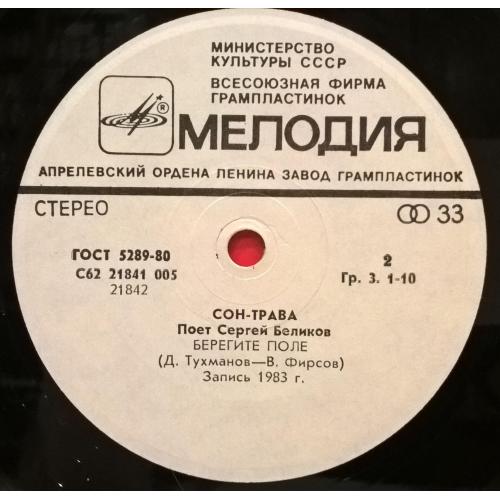 МИНИСТЕРСТВО
КУЛЬТУРЫ СССР
ВСЕСОЮЗНАЯ ФИРМА
ГРАМПЛАСТИНОК
®
МЕЛОДИЯ
АПРЕЛЕВСКИЙ ОРДЕНА ЛЕНИНА ЗАВОД ГРАМПЛАСТИНОК
СТЕРЕО
33
ГОСТ 5289-80
С62 21841 005
21842
2
Гр. 3. 1-10
СОН-ТРАВА
Поет Сергей Беликов
БЕРЕГИТЕ ПОЛЕ
(Д. Тухманов—В. Фирсов)
Запись 1983 г.